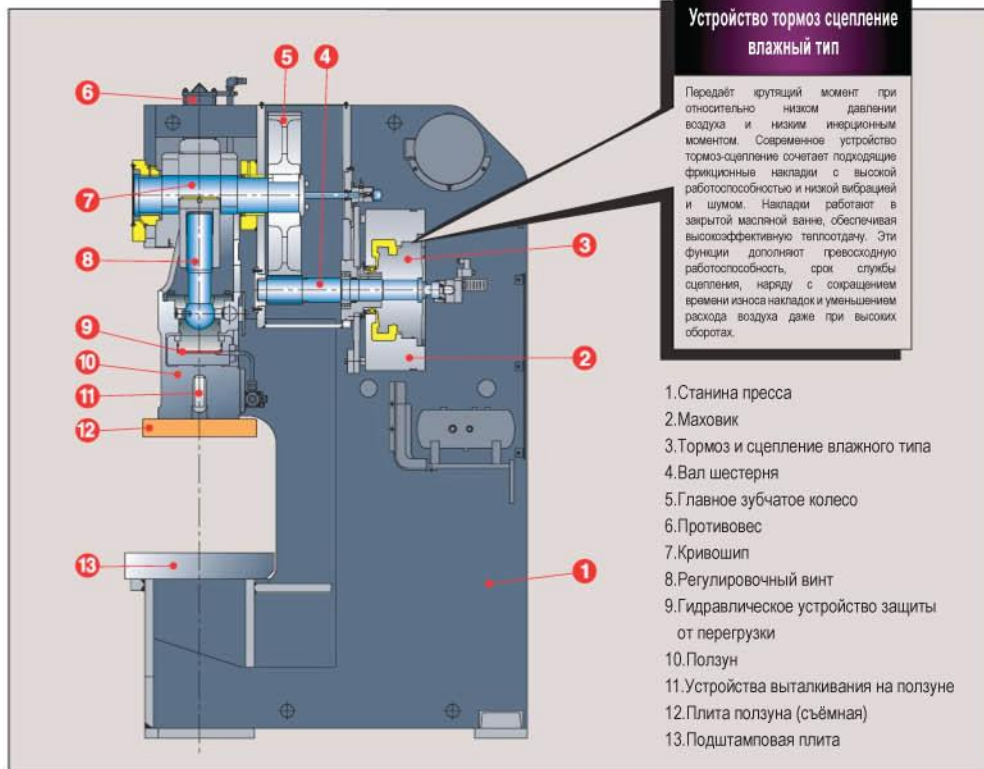 Устройство тормоз сцепление
влажный тип
Передаёт крутящий момент при
относительно низком давлении
воздуха и низким инерционным
моментом. Современное устройство
тормоз-сцепление сочетает подходящие
фрикционные накладки с высокой
работоспособностью и низкой вибрацией
и шумом. Накладки работают в
закрытой масляной ванне, обеспечивая
высокоэффективную теплоотдачу. Эти
функции дополняют превосходную
работоспособность, срок службы
сцепления, наряду с сокращением
времени износа накладок и уменьшением
расхода воздуха даже при высоких
оборотах.
5
4
6
7
3
8
9
2
10
11
12
13
1
1.Станина пресса
2.Маховик
3.Тормоз и сцепление влажного типа
4.Вал шестерня
5.Главное зубчатое колесо
6.Противовес
7.Кривошип
8.Регулировочный винт
9.Гидравлическое устройство защиты
от перегрузки
10.Ползун
11.Устройства выталкивания на ползуне
12.Плита ползуна (съёмная)
13.Подштамповая плита